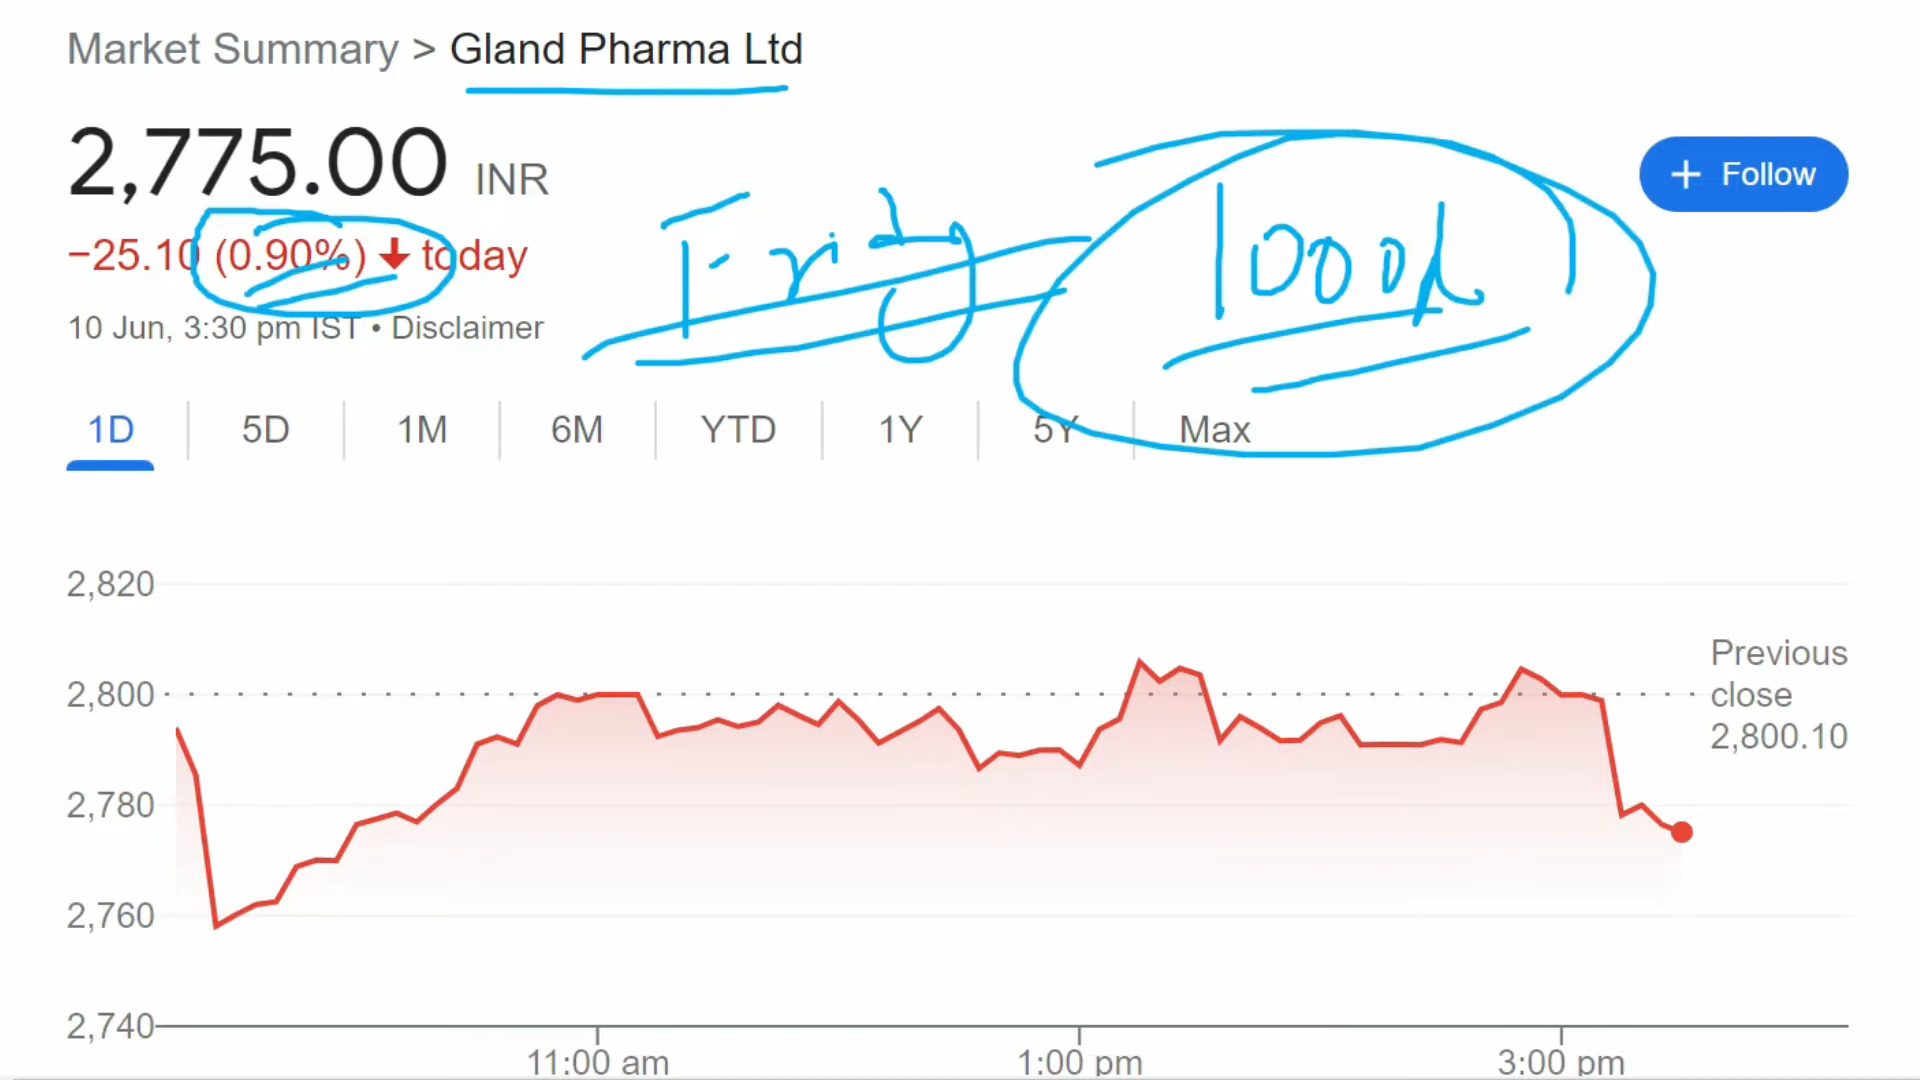 Market Summary > Gland Pharma Ltd
2,775.00 INR
−25.10 (0.90%) ↓ today
10 Jun, 3:30 pm IST • Disclaimer
+ Follow
1D 5D 1M 6M YTD 1Y 5Y Max
2,820
2,800
2,780
2,760
2,740
Previous
close
2,800.10
11:00 am 1:00 pm 3:00 pm